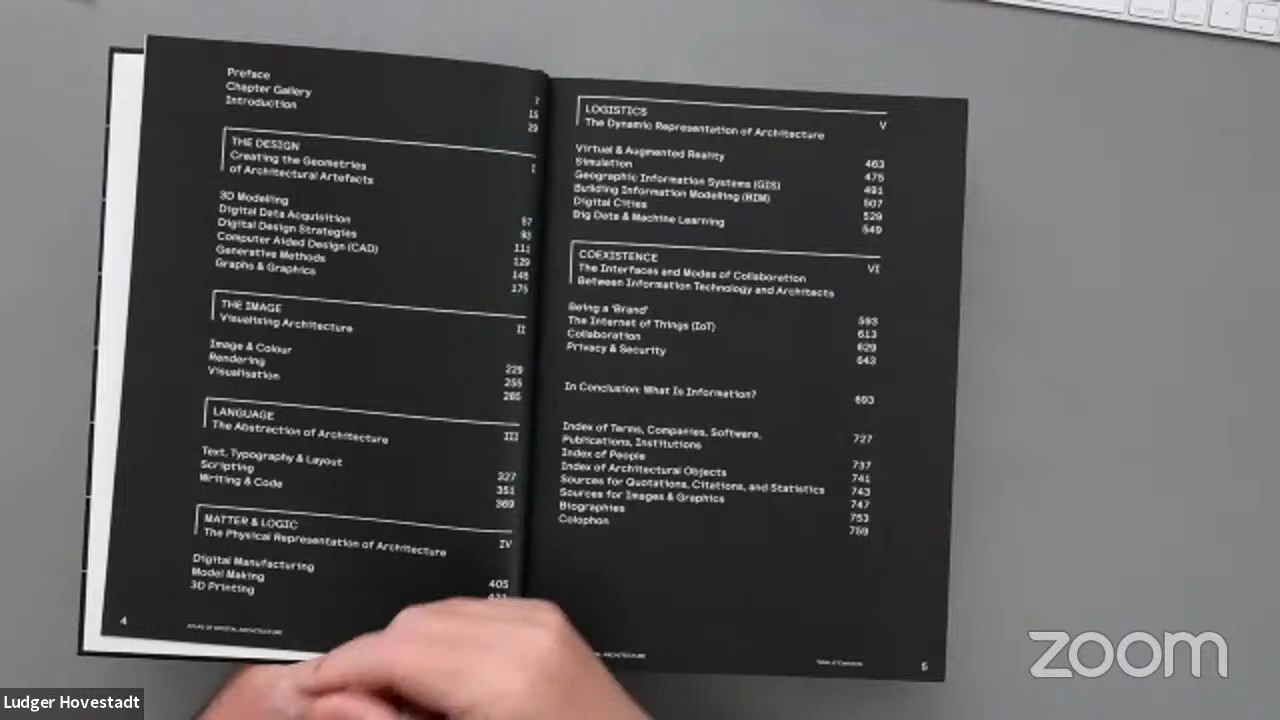 Preface 7
Chapter Gallery 15
Introduction 29
THE DESIGN I
Creating the Geometries
of Architectural Artefacts
3D Modelling 57
Digital Data Acquisition 93
Digital Design Strategies 111
Computer Aided Design (CAD) 129
Generative Methods 145
Graphs & Graphics 175
THE IMAGE II
Visualising Architecture
Image & Colour 229
Rendering 255
Visualisation 285
LANGUAGE III
The Abstraction of Architecture
Text, Typography & Layout 327
Scripting 351
Writing & Code 369
MATTER & LOGIC IV
The Physical Representation of Architecture
Digital Manufacturing 405
Model Making
3D Printing
4 ATLAS OF DIGITAL ARCHITECTURE
LOGISTICS V
The Dynamic Representation of Architecture
Virtual & Augmented Reality 463
Simulation 475
Geographic Information Systems (GIS) 491
Building Information Modelling (BIM) 507
Digital Cities 529
Big Data & Machine Learning 549
COEXISTENCE VI
The Interfaces and Modes of Collaboration
Between Information Technology and Architects
Being a 'Brand' 593
The Internet of Things (IoT) 613
Collaboration 629
Privacy & Security 643
In Conclusion: What Is Information? 693
Index of Terms, Companies, Software,
Publications, Institutions 727
Index of People 737
Index of Architectural Objects 741
Sources for Quotations, Citations, and Statistics 743
Sources for Images & Graphics 747
Biographies 753
Colophon 759
ARCHITECTURE Table of Contents 5
zoom
Ludger Hovestadt